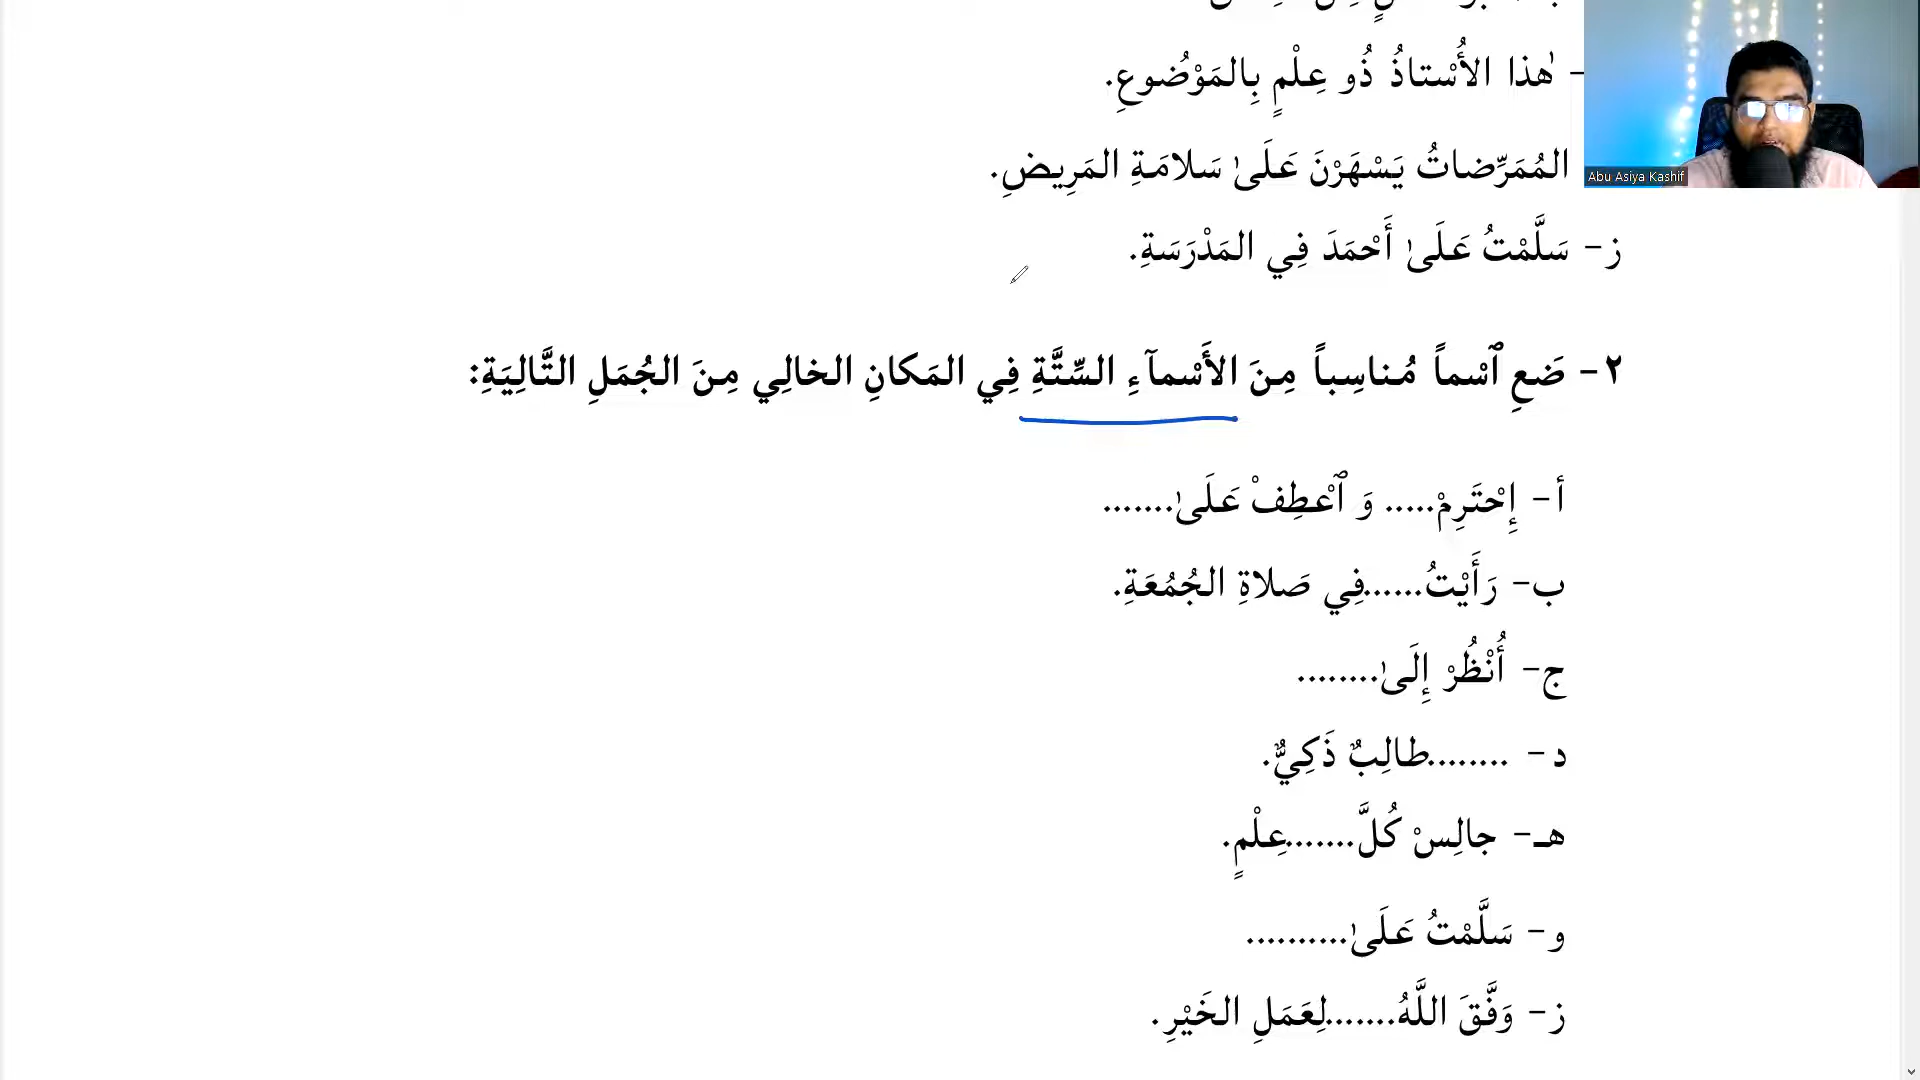 - هٰذا الأُسْتاذُ ذُو عِلْمٍ بِالمَوْضُوعِ.
Abu Asiya Kashif
المُمَرِّضاتُ يَسْهَرْنَ عَلَىٰ سَلامَةِ المَرِيضِ.
ز- سَلَّمْتُ عَلَىٰ أَحْمَدَ فِي المَدْرَسَةِ.
٢- ضَعِ ٱسْماً مُناسِباً مِنَ الأَسْمآءِ السِّتَّةِ فِي المَكانِ الخالِي مِنَ الجُمَلِ التَّالِيَةِ:
أ- إِحْتَرِمْ..... وَ ٱعْطِفْ عَلَىٰ.......
ب- رَأَيْتُ......فِي صَلاةِ الجُمُعَةِ.
ج- أُنْظُرْ إِلَىٰ........
د- ........طالِبٌ ذَكِيٌّ.
هـ- جالِسْ كُلَّ.......عِلْمٍ.
و- سَلَّمْتُ عَلَىٰ..........
ز- وَفَّقَ اللَّهُ.......لِعَمَلِ الخَيْرِ.